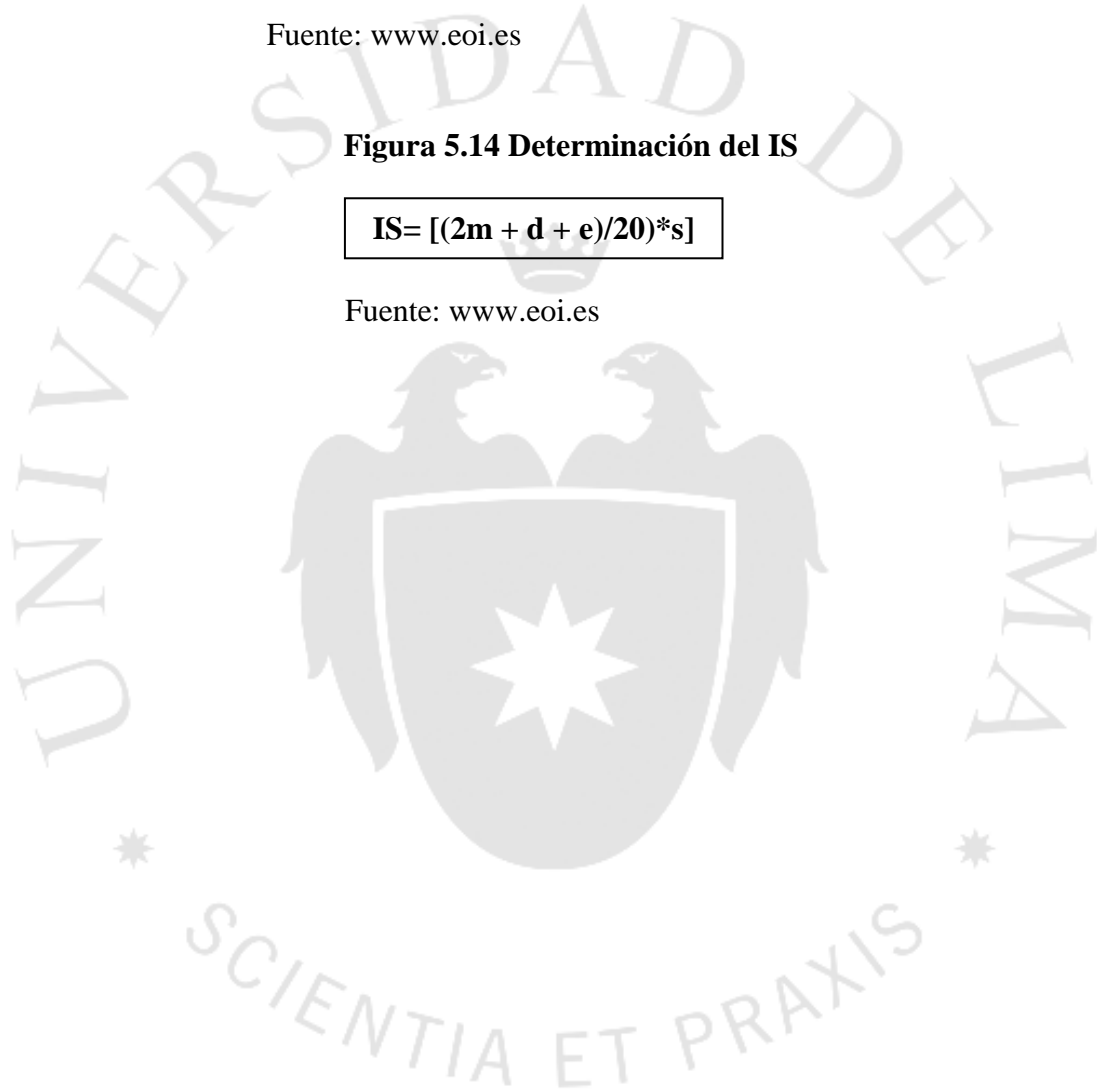 Fuente: www.eoi.es
Figura 5.14 Determinación del IS
IS= [(2m + d + e)/20)*s]
Fuente: www.eoi.es
UNIVERSIDAD DE LIMA
SCIENTIA ET PRAXIS